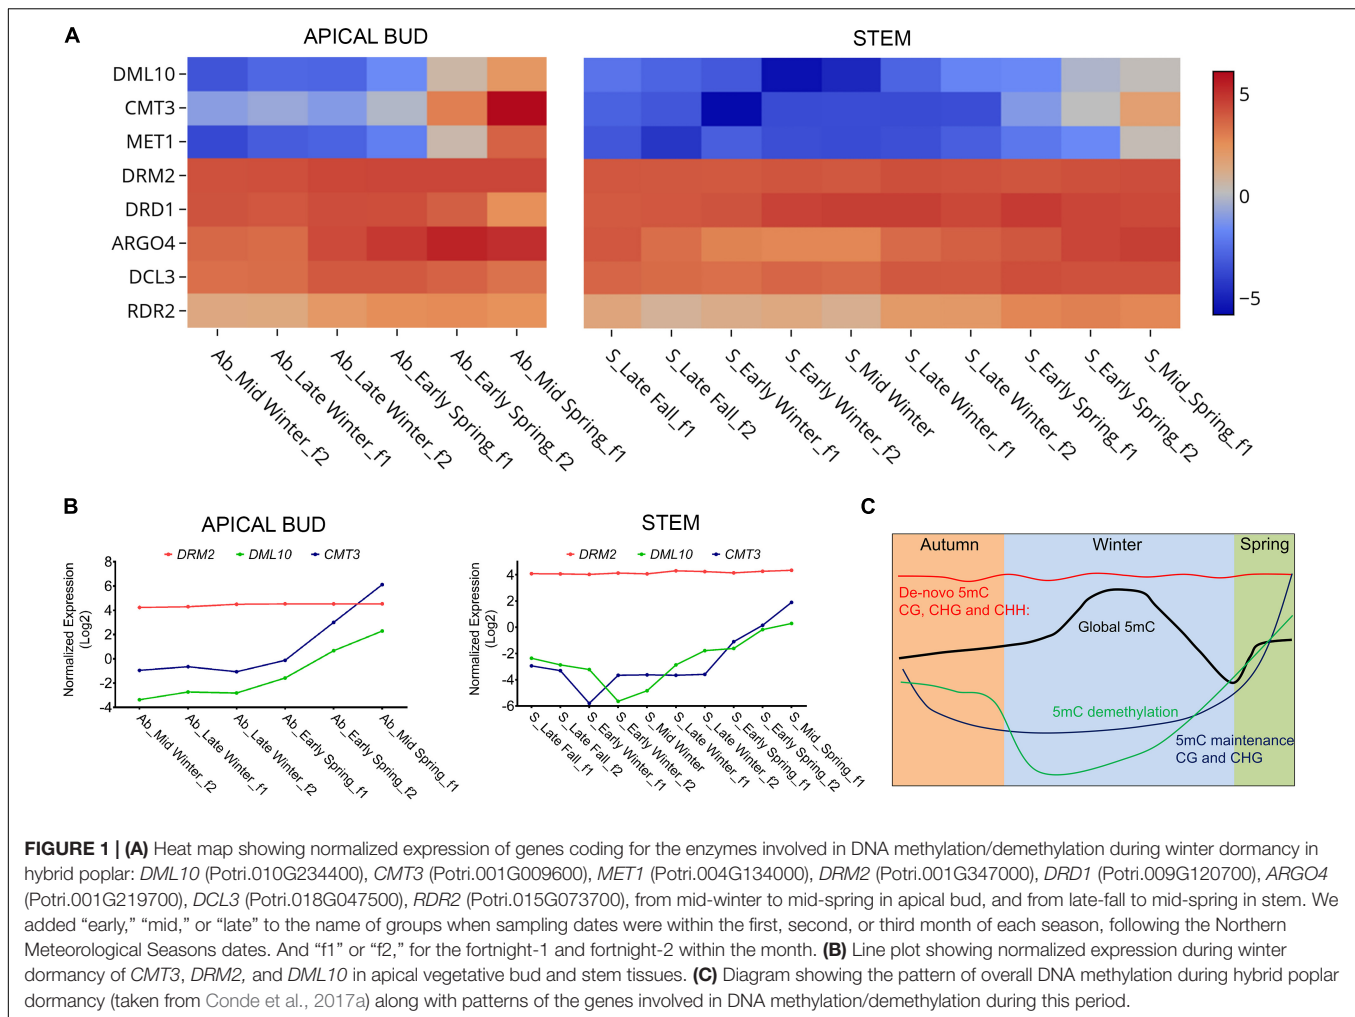 A
APICAL BUD
STEM
DML10
CMT3
MET1
DRM2
DRD1
ARGO4
DCL3
RDR2
5
0
−5
Ab_Mid Winter_f2
Ab_Late Winter_f1
Ab_Late Winter_f2
Ab_Early Spring_f1
Ab_Early Spring_f2
Ab_Mid Spring_f1
S_Late Fall_f1
S_Late Fall_f2
S_Early Winter_f1
S_Early Winter_f2
S_Mid Winter
S_Late Winter_f1
S_Late Winter_f2
S_Early Spring_f1
S_Early Spring_f2
S_Mid_Spring_f1
B
APICAL BUD
DRM2 DML10 CMT3
Normalized Expression
(Log2)
8
6
4
2
0
-2
-4
Ab_Mid Winter_f2
Ab_Late Winter_f1
Ab_Late Winter_f2
Ab_Early Spring_f1
Ab_Early Spring_f2
Ab_Mid Spring_f1
STEM
DRM2 DML10 CMT3
Normalized Expression
(Log2)
4
2
0
-2
-4
-6
S_Late Fall_f1
S_Late Fall_f2
S_Early Winter_f1
S_Early Winter_f2
S_Mid Winter
S_Late Winter_f1
S_Late Winter_f2
S_Early Spring_f1
S_Early Spring_f2
S_Mid_Spring_f1
C
Autumn Winter Spring
De-novo 5mC
CG, CHG and CHH:
Global 5mC
5mC demethylation
5mC maintenance
CG and CHG
FIGURE 1 | (A) Heat map showing normalized expression of genes coding for the enzymes involved in DNA methylation/demethylation during winter dormancy in
hybrid poplar: DML10 (Potri.010G234400), CMT3 (Potri.001G009600), MET1 (Potri.004G134000), DRM2 (Potri.001G347000), DRD1 (Potri.009G120700), ARGO4
(Potri.001G219700), DCL3 (Potri.018G047500), RDR2 (Potri.015G073700), from mid-winter to mid-spring in apical bud, and from late-fall to mid-spring in stem. We
added “early,” “mid,” or “late” to the name of groups when sampling dates were within the first, second, or third month of each season, following the Northern
Meteorological Seasons dates. And “f1” or “f2,” for the fortnight-1 and fortnight-2 within the month. (B) Line plot showing normalized expression during winter
dormancy of CMT3, DRM2, and DML10 in apical vegetative bud and stem tissues. (C) Diagram showing the pattern of overall DNA methylation during hybrid poplar
dormancy (taken from Conde et al., 2017a) along with patterns of the genes involved in DNA methylation/demethylation during this period.